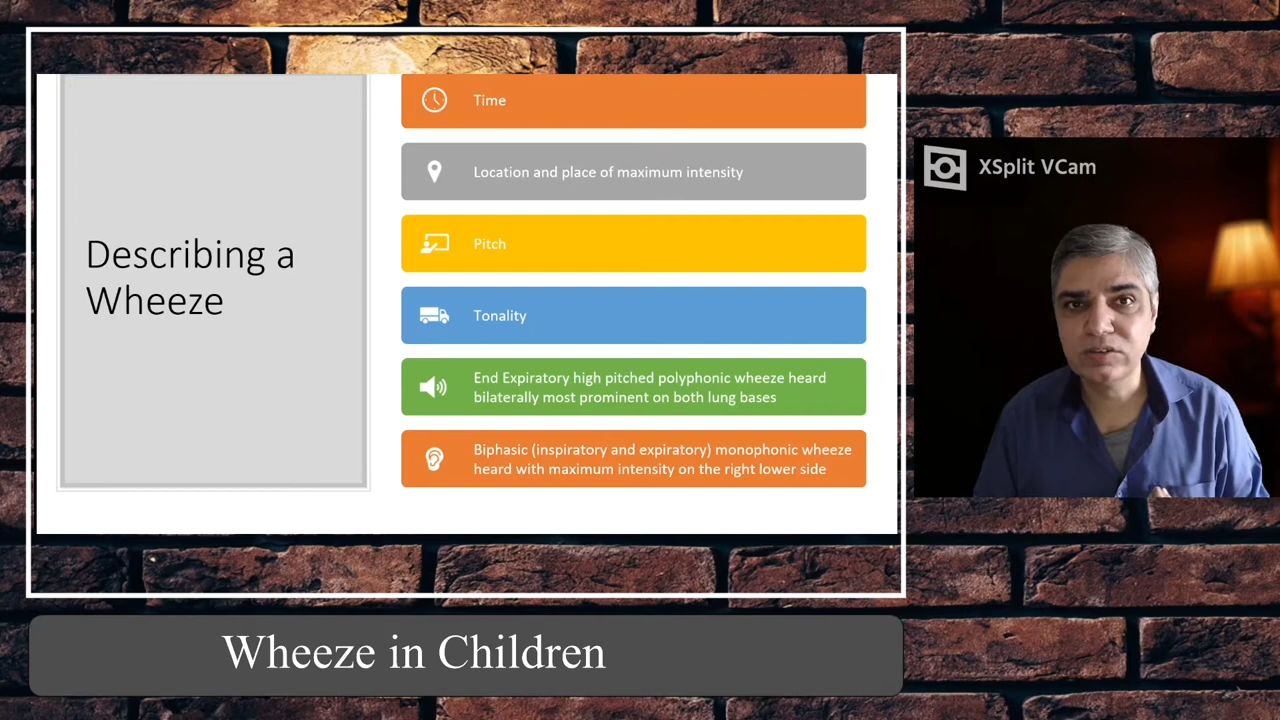 Time
Location and place of maximum intensity
Pitch
Describing a
Wheeze
Tonality
End Expiratory high pitched polyphonic wheeze heard
bilaterally most prominent on both lung bases
Biphasic (inspiratory and expiratory) monophonic wheeze
heard with maximum intensity on the right lower side
XSplit VCam
Wheeze in Children